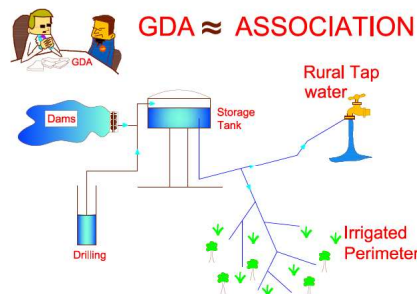 GDA ≈ ASSOCIATION
GDA
Rural Tap
water
Dams
Storage
Tank
Drilling
Irrigated
Perimeter